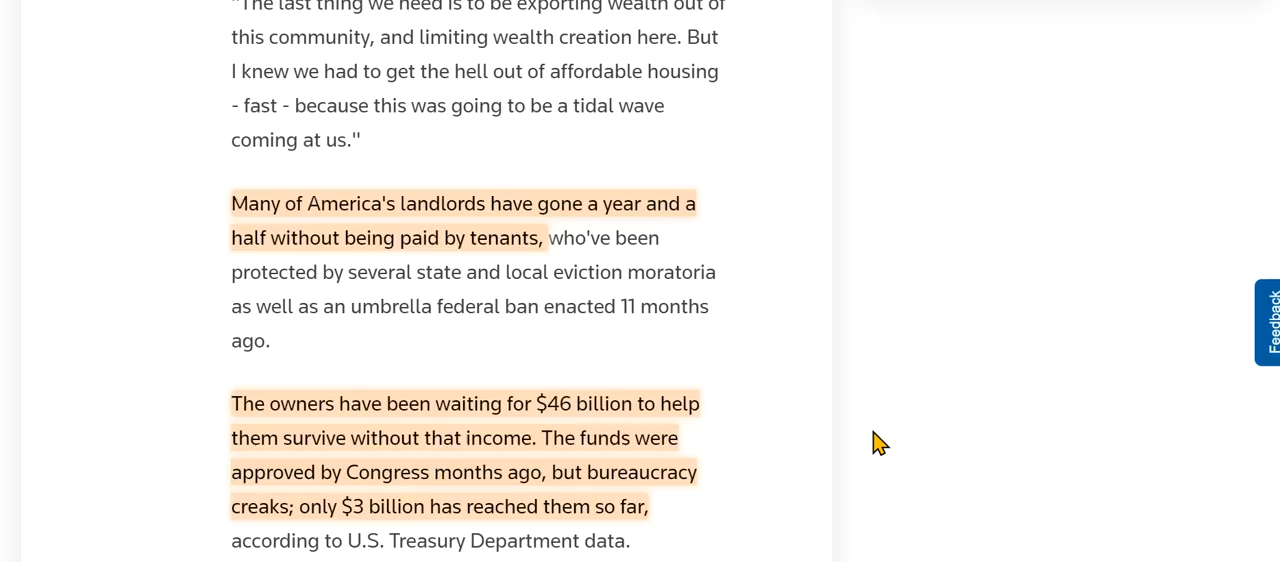 "The last thing we need is to be exporting wealth out of
this community, and limiting wealth creation here. But
I knew we had to get the hell out of affordable housing
- fast - because this was going to be a tidal wave
coming at us."
Many of America's landlords have gone a year and a
half without being paid by tenants, who've been
protected by several state and local eviction moratoria
as well as an umbrella federal ban enacted 11 months
ago.
The owners have been waiting for $46 billion to help
them survive without that income. The funds were
approved by Congress months ago, but bureaucracy
creaks; only $3 billion has reached them so far,
according to U.S. Treasury Department data.
Feedback